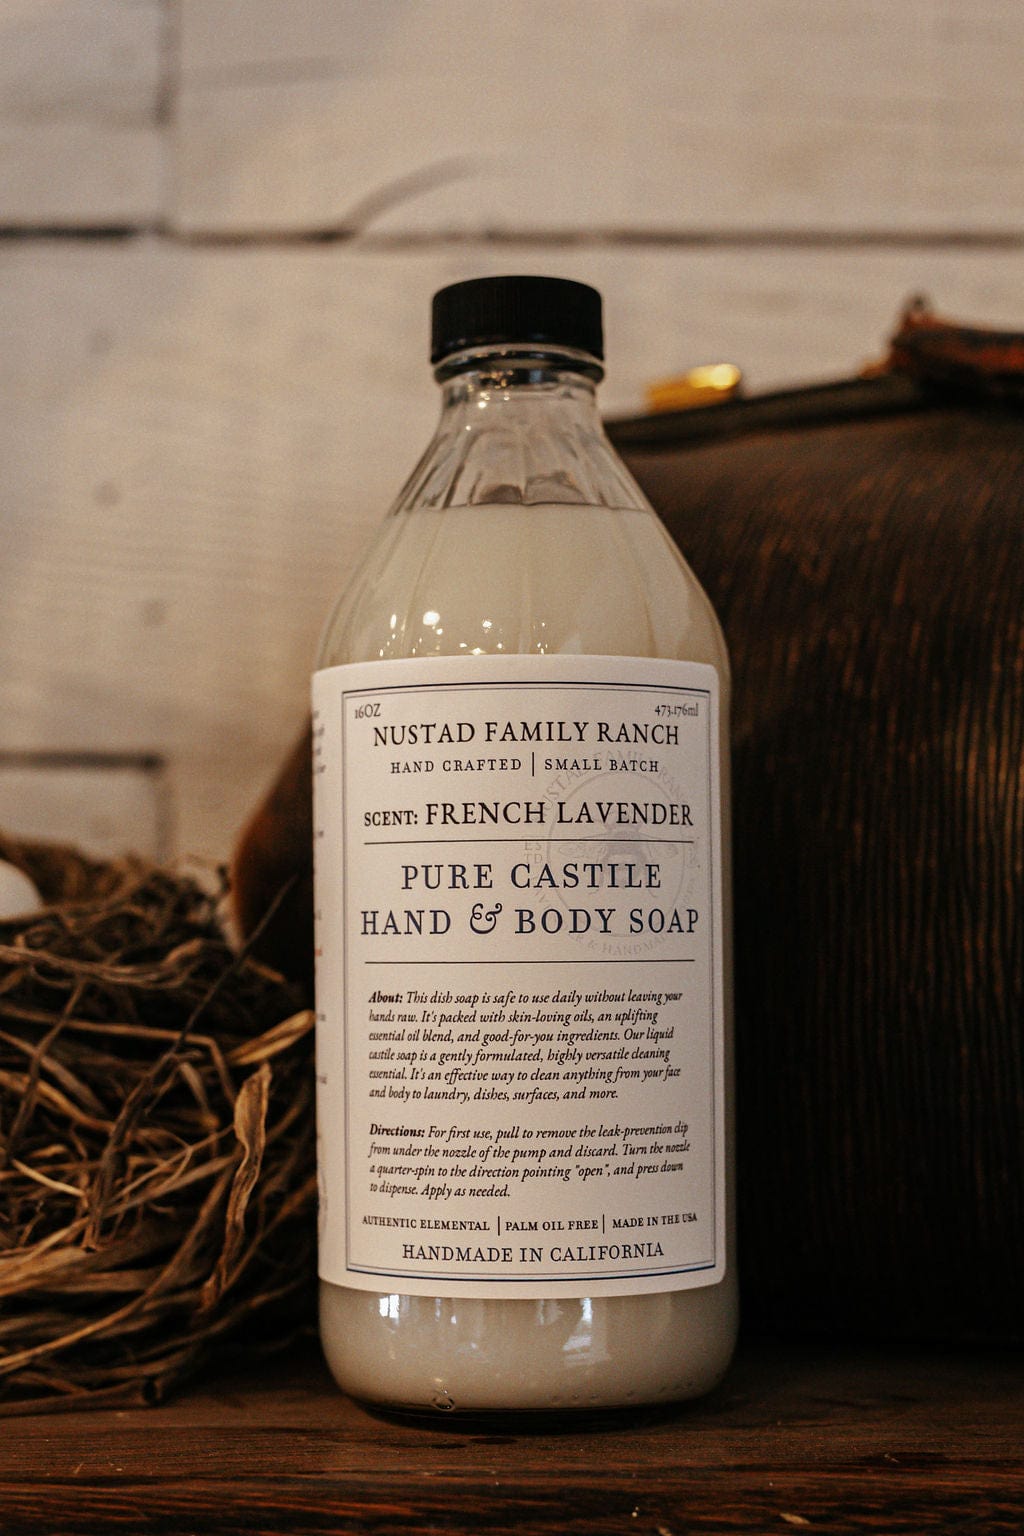 16OZ 473.176ml
NUSTAD FAMILY RANCH
HAND CRAFTED | SMALL BATCH
SCENT: FRENCH LAVENDER
PURE CASTILE
HAND & BODY SOAP
About: This dish soap is safe to use daily without leaving your
hands raw. It's packed with skin-loving oils, an uplifting
essential oil blend, and good-for-you ingredients. Our liquid
castile soap is a gently formulated, highly versatile cleaning
essential. It's an effective way to clean anything from your face
and body to laundry, dishes, surfaces, and more.
Directions: For first use, pull to remove the leak-prevention clip
from under the nozzle of the pump and discard. Turn the nozzle
a quarter-spin to the direction pointing "open", and press down
to dispense. Apply as needed.
AUTHENTIC ELEMENTAL | PALM OIL FREE | MADE IN THE USA
HANDMADE IN CALIFORNIA